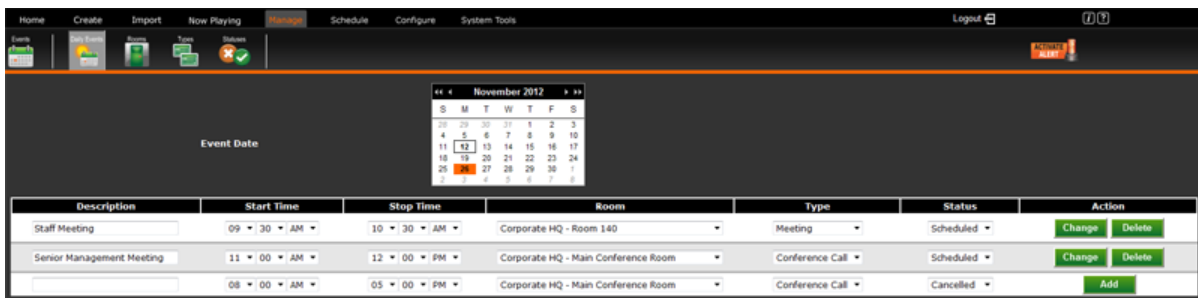 Home Create Import Now Playing Manage Schedule Configure System Tools Logout
Events Daily Events Rooms Types Statuses
ACTIVATE ALERT
November 2012
S M T W T F S
28 29 30 31 1 2 3
4 5 6 7 8 9 10
11 12 13 14 15 16 17
18 19 20 21 22 23 24
25 26 27 28 29 30 1
2 3 4 5 6 7 8
Event Date
Description Start Time Stop Time Room Type Status Action
Staff Meeting 09 30 AM 10 30 AM Corporate HQ - Room 140 Meeting Scheduled Change Delete
Senior Management Meeting 11 00 AM 12 00 PM Corporate HQ - Main Conference Room Conference Call Scheduled Change Delete
08 00 AM 05 00 PM Corporate HQ - Main Conference Room Conference Call Cancelled Add